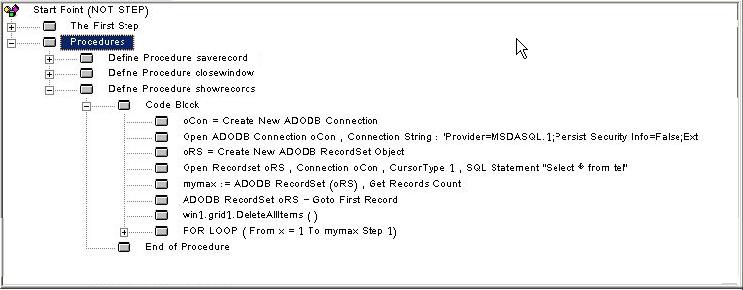 Start Point (NOT STEP)
The First Step
Procedures
Define Procedure saverecord
Define Procedure closewindow
Define Procedure showrecords
Code Block
oCon = Create New ADODB Connection
Open ADODB Connection oCon , Connection String : "Provider=MSDASQL.1;Persist Security Info=False;Ext
oRS = Create New ADODB RecordSet Object
Open Recordset oRS , Connection oCon , CursorType 1 , SQL Statement "Select * from tel"
mymax := ADODB RecordSet (oRS) , Get Records Count
ADODB RecordSet oRS - Goto First Record
win1.grid1.DeleteAllItems ( )
FOR LOOP ( From x = 1 To mymax Step 1)
End of Procedure